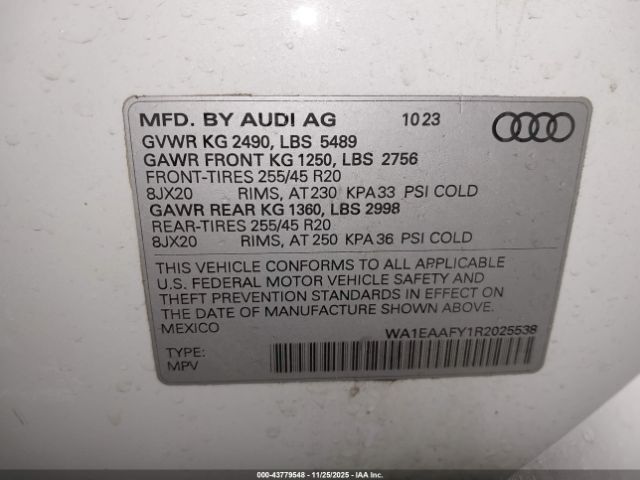 MFD. BY AUDI AG 10 23
GVWR KG 2490, LBS 5489
GAWR FRONT KG 1250, LBS 2756
FRONT-TIRES 255/45 R20
8JX20 RIMS, AT 230 KPA 33 PSI COLD
GAWR REAR KG 1360, LBS 2998
REAR-TIRES 255/45 R20
8JX20 RIMS, AT 250 KPA 36 PSI COLD
THIS VEHICLE CONFORMS TO ALL APPLICABLE
U.S. FEDERAL MOTOR VEHICLE SAFETY AND
THEFT PREVENTION STANDARDS IN EFFECT ON
THE DATE OF MANUFACTURE SHOWN ABOVE.
MEXICO WA1EAAFY1R2025538
TYPE:
MPV
000-43779548 - 11/25/2025 - IAA Inc.